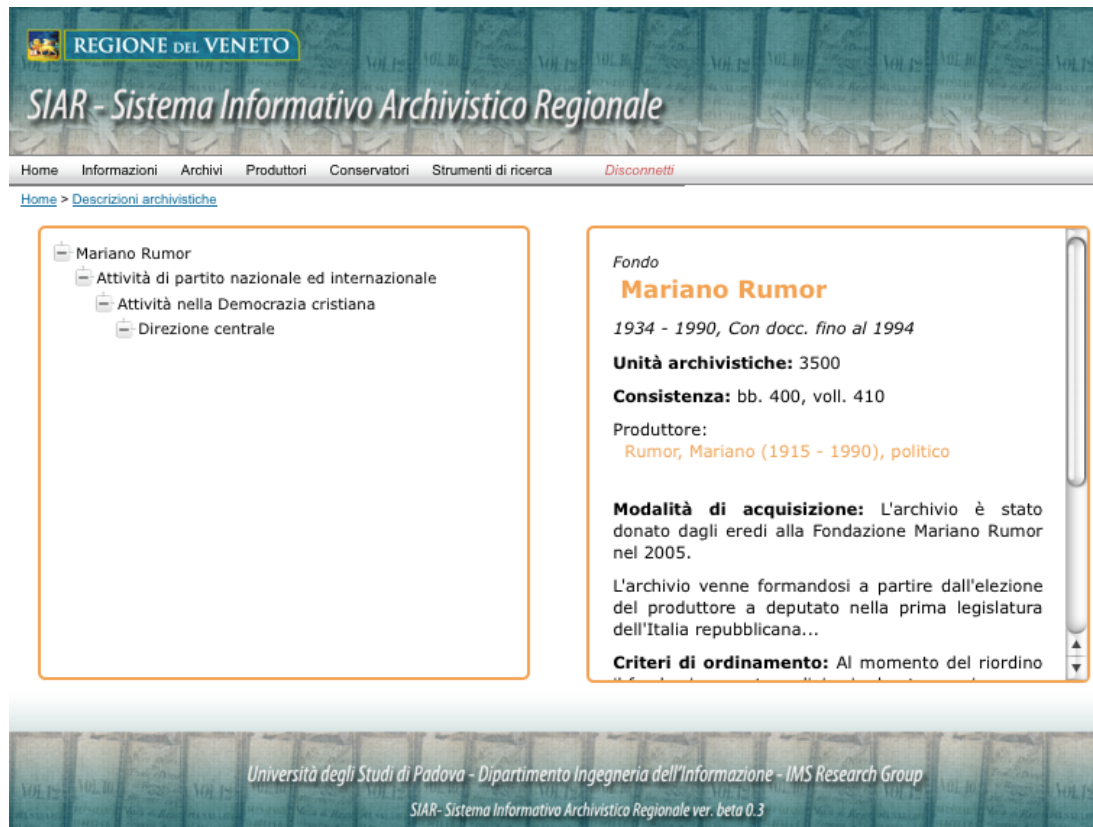 REGIONE DEL VENETO
SIAR - Sistema Informativo Archivistico Regionale
Home Informazioni Archivi Produttori Conservatori Strumenti di ricerca Disconnetti
Home > Descrizioni archivistiche
Mariano Rumor
Attività di partito nazionale ed internazionale
Attività nella Democrazia cristiana
Direzione centrale
Fondo
Mariano Rumor
1934 - 1990, Con docc. fino al 1994
Unità archivistiche: 3500
Consistenza: bb. 400, voll. 410
Produttore:
Rumor, Mariano (1915 - 1990), politico
Modalità di acquisizione: L'archivio è stato
donato dagli eredi alla Fondazione Mariano Rumor
nel 2005.
L'archivio venne formandosi a partire dall'elezione
del produttore a deputato nella prima legislatura
dell'Italia repubblicana...
Criteri di ordinamento: Al momento del riordino
Università degli Studi di Padova - Dipartimento Ingegneria dell'Informazione - IMS Research Group
SIAR- Sistema Informativo Archivistico Regionale ver. beta 0.3